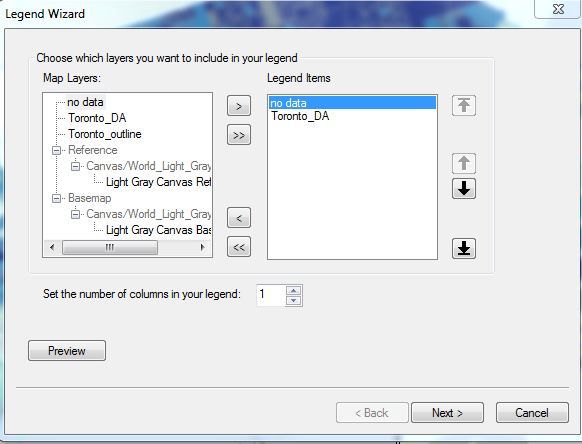 Legend Wizard
Choose which layers you want to include in your legend
Map Layers:
Legend Items
no data
Toronto_DA
Toronto_outline
Reference
Canvas/World_Light_Gray
Light Gray Canvas Ref
Basemap
Canvas/World_Light_Gray
Light Gray Canvas Bas
>
>>
<
<<
no data
Toronto_DA
Set the number of columns in your legend:
1
Preview
< Back
Next >
Cancel